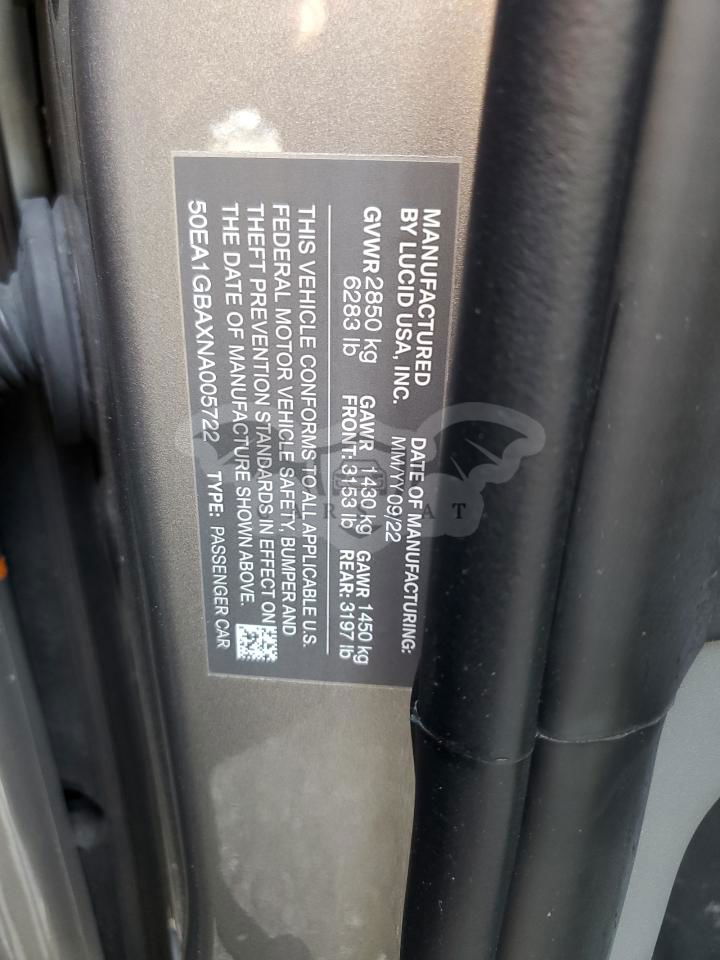 MANUFACTURED
BY LUCID USA, INC.
DATE OF MANUFACTURING:
MM/YY 09/22
GVWR 2850 kg
6283 lb
GAWR 1430 kg
FRONT: 3153 lb
GAWR 1450 kg
REAR: 3197 lb
THIS VEHICLE CONFORMS TO ALL APPLICABLE U.S.
FEDERAL MOTOR VEHICLE SAFETY, BUMPER AND
THEFT PREVENTION STANDARDS IN EFFECT ON
THE DATE OF MANUFACTURE SHOWN ABOVE.
50EA1GBAXNA005722 TYPE: PASSENGER CAR